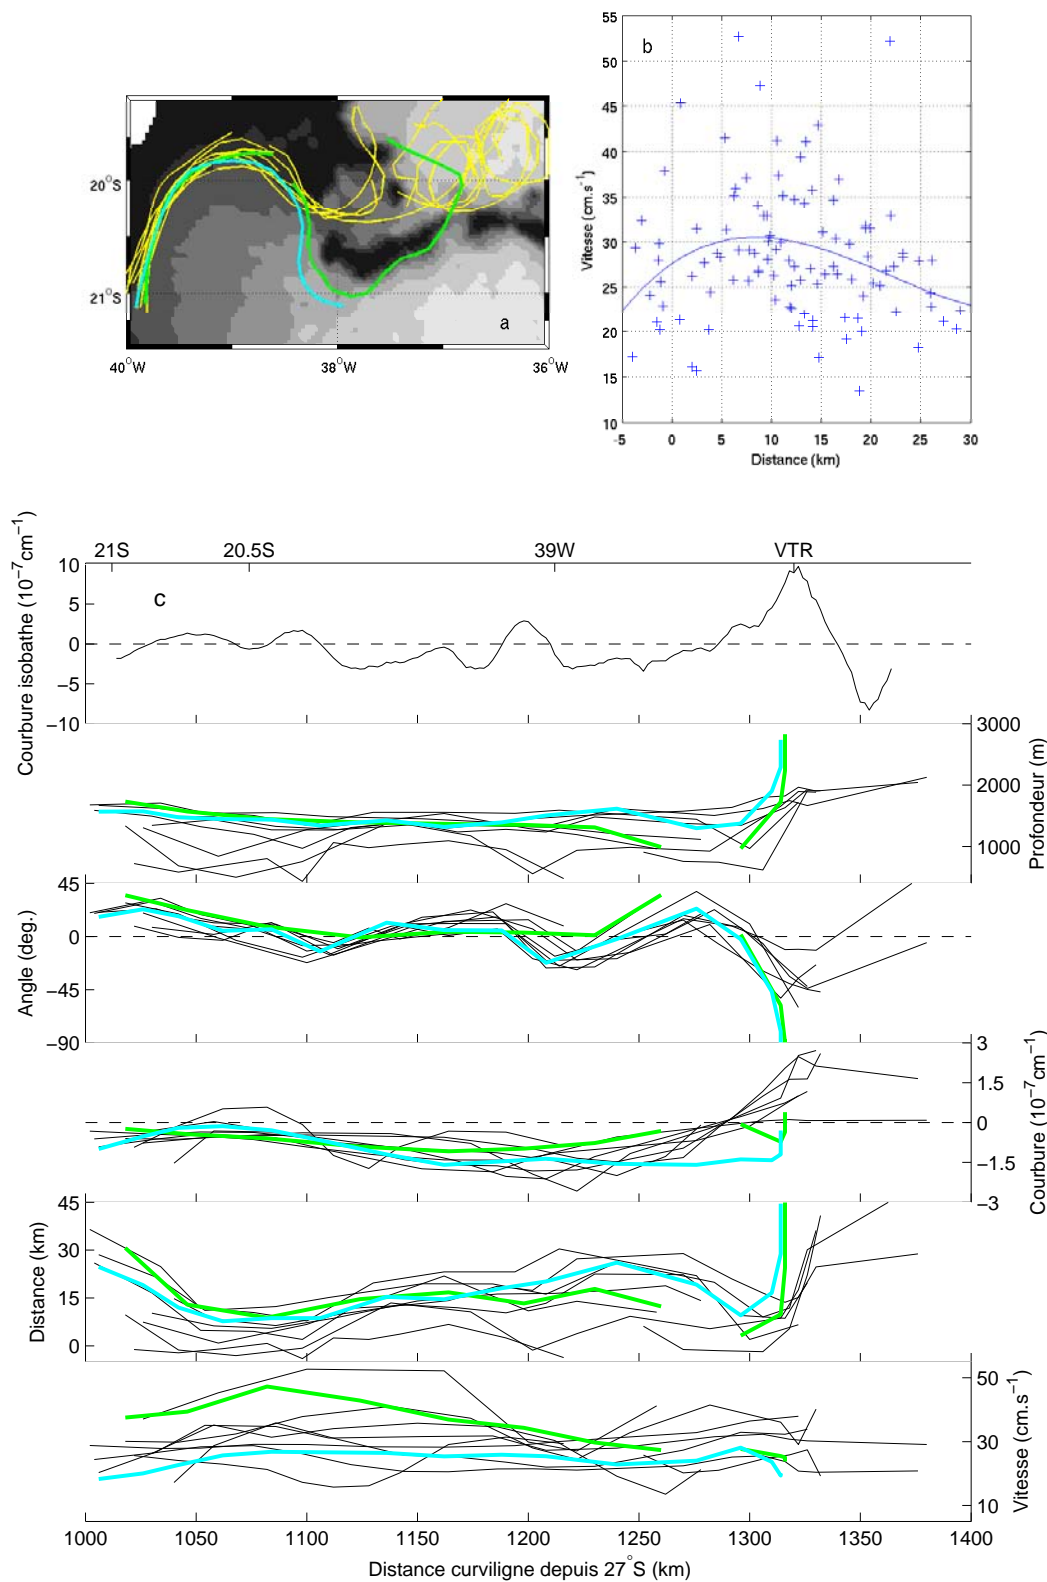 55
50
45
40
35
30
25
20
15
10
b
Vitesse (cm.s⁻¹)
-5 0 5 10 15 20 25 30
Distance (km)
20°S
21°S
a
40°W 38°W 36°W
21S 20.5S 39W VTR
c
10
5
0
−5
−10
Courbure isobathe (10⁻⁷cm⁻¹)
3000
2000
1000
Profondeur (m)
45
0
−45
−90
Angle (deg.)
3
1.5
0
−1.5
−3
Courbure (10⁻⁷cm⁻¹)
45
30
15
0
Distance (km)
50
30
10
Vitesse (cm.s⁻¹)
1000 1050 1100 1150 1200 1250 1300 1350 1400
Distance curviligne depuis 27°S (km)